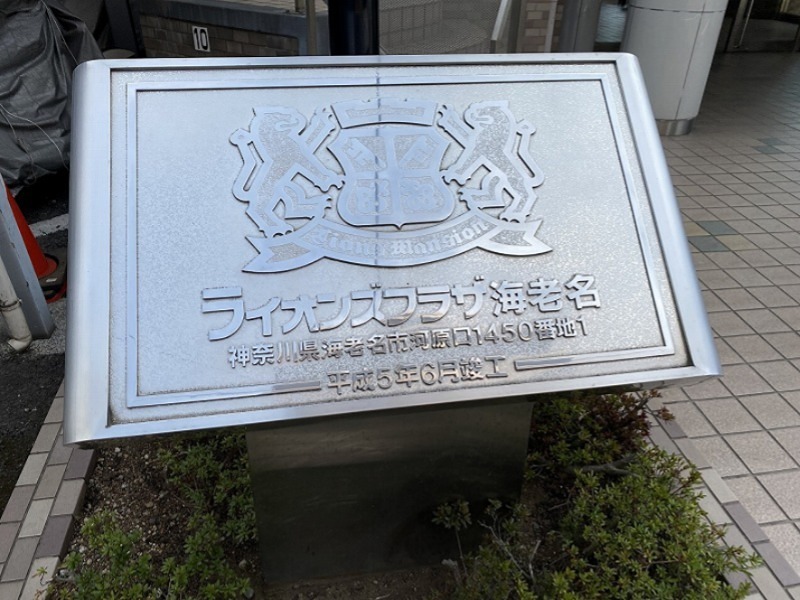 10
Lions Mansion
ライオンズプラザ海老名
神奈川県海老名市河原口1450番地1
平成5年6月竣工